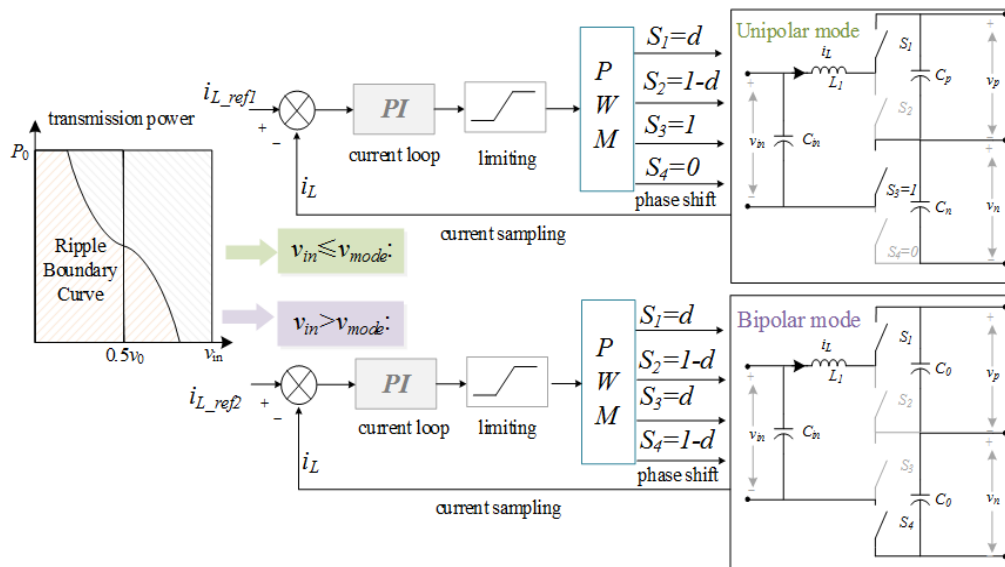 transmission power
P0
Ripple
Boundary
Curve
0.5v0
vin
vin≤vmode:
vin>vmode:
iL_ref1
+
−
iL
PI
current loop
limiting
P
W
M
S1=d
S2=1-d
S3=1
S4=0
phase shift
current sampling
Unipolar mode
iL
L1
S1
S2
S3=1
S4=0
+
vin
-
Cin
Cp
Cn
+
vp
-
+
vn
-
iL_ref2
+
−
iL
PI
current loop
limiting
P
W
M
S1=d
S2=1-d
S3=d
S4=1-d
phase shift
current sampling
Bipolar mode
iL
L1
S1
S2
S3
S4
+
vin
-
Cin
C0
C0
+
vp
-
+
vn
-